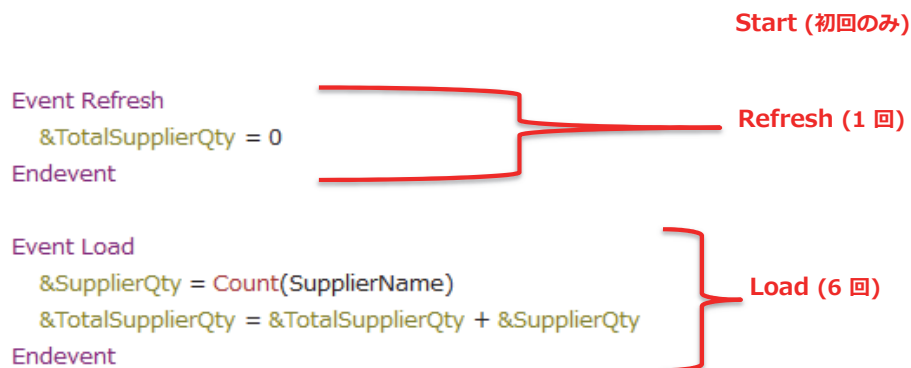 Start (初回のみ)
Event Refresh
&TotalSupplierQty = 0
Endevent
Refresh (1 回)
Event Load
&SupplierQty = Count(SupplierName)
&TotalSupplierQty = &TotalSupplierQty + &SupplierQty
Endevent
Load (6 回)